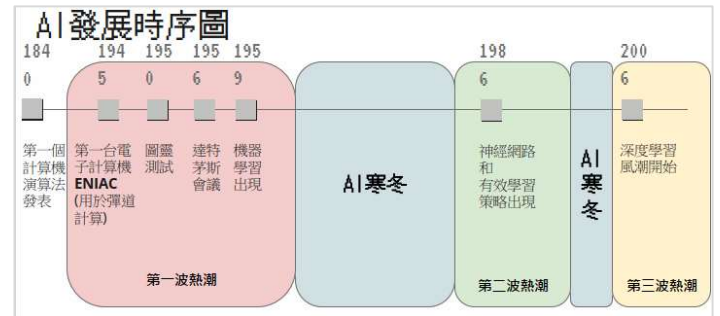 AI發展時序圖
184
0
194
5
195
0
195
6
195
9
198
6
200
6
第一個
計算機
演算法
發表
第一台電
子計算機
ENIAC
(用於彈道
計算)
圖靈
測試
達特
茅斯
會議
機器
學習
出現
AI寒冬
神經網路
和
有效學習
策略出現
AI
寒
冬
深度學習
風潮開始
第一波熱潮
第二波熱潮
第三波熱潮